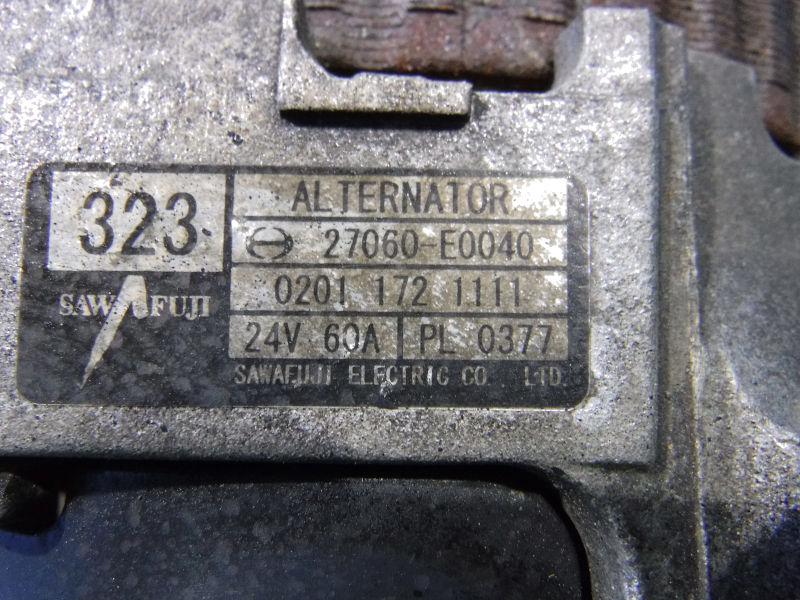 323
SAWAFUJI
ALTERNATOR
27060-E0040
0201 172 1111
24V 60A PL 0377
SAWAFUJI ELECTRIC CO. LTD.